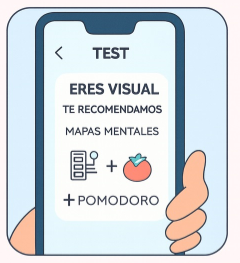 TEST
ERES VISUAL
TE RECOMENDAMOS
MAPAS MENTALES
+
+ POMODORO